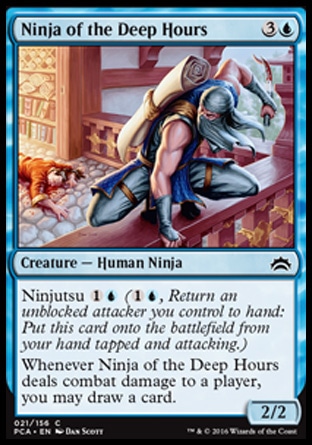 Ninja of the Deep Hours 3
Creature — Human Ninja
Ninjutsu 1 (1, Return an
unblocked attacker you control to hand:
Put this card onto the battlefield from
your hand tapped and attacking.)
Whenever Ninja of the Deep Hours
deals combat damage to a player,
you may draw a card.
2/2
021/156 C
PCA • EN DAN SCOTT
™ & © 2016 Wizards of the Coast